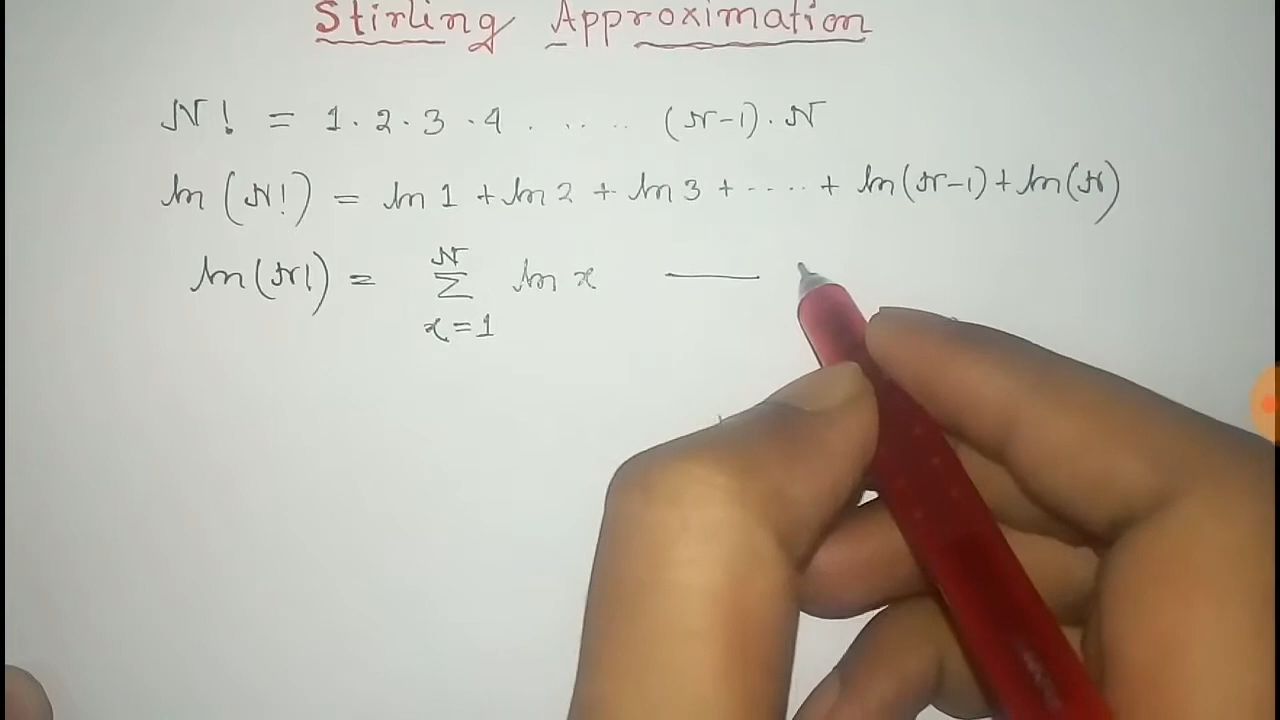 Stirling Approximation
N! = 1 · 2 · 3 · 4 . . . . . . (N-1) · N
ln (N!) = ln 1 + ln 2 + ln 3 + ----- + ln(N-1) + ln(N)
ln(N!) = N∑x=1 ln x —